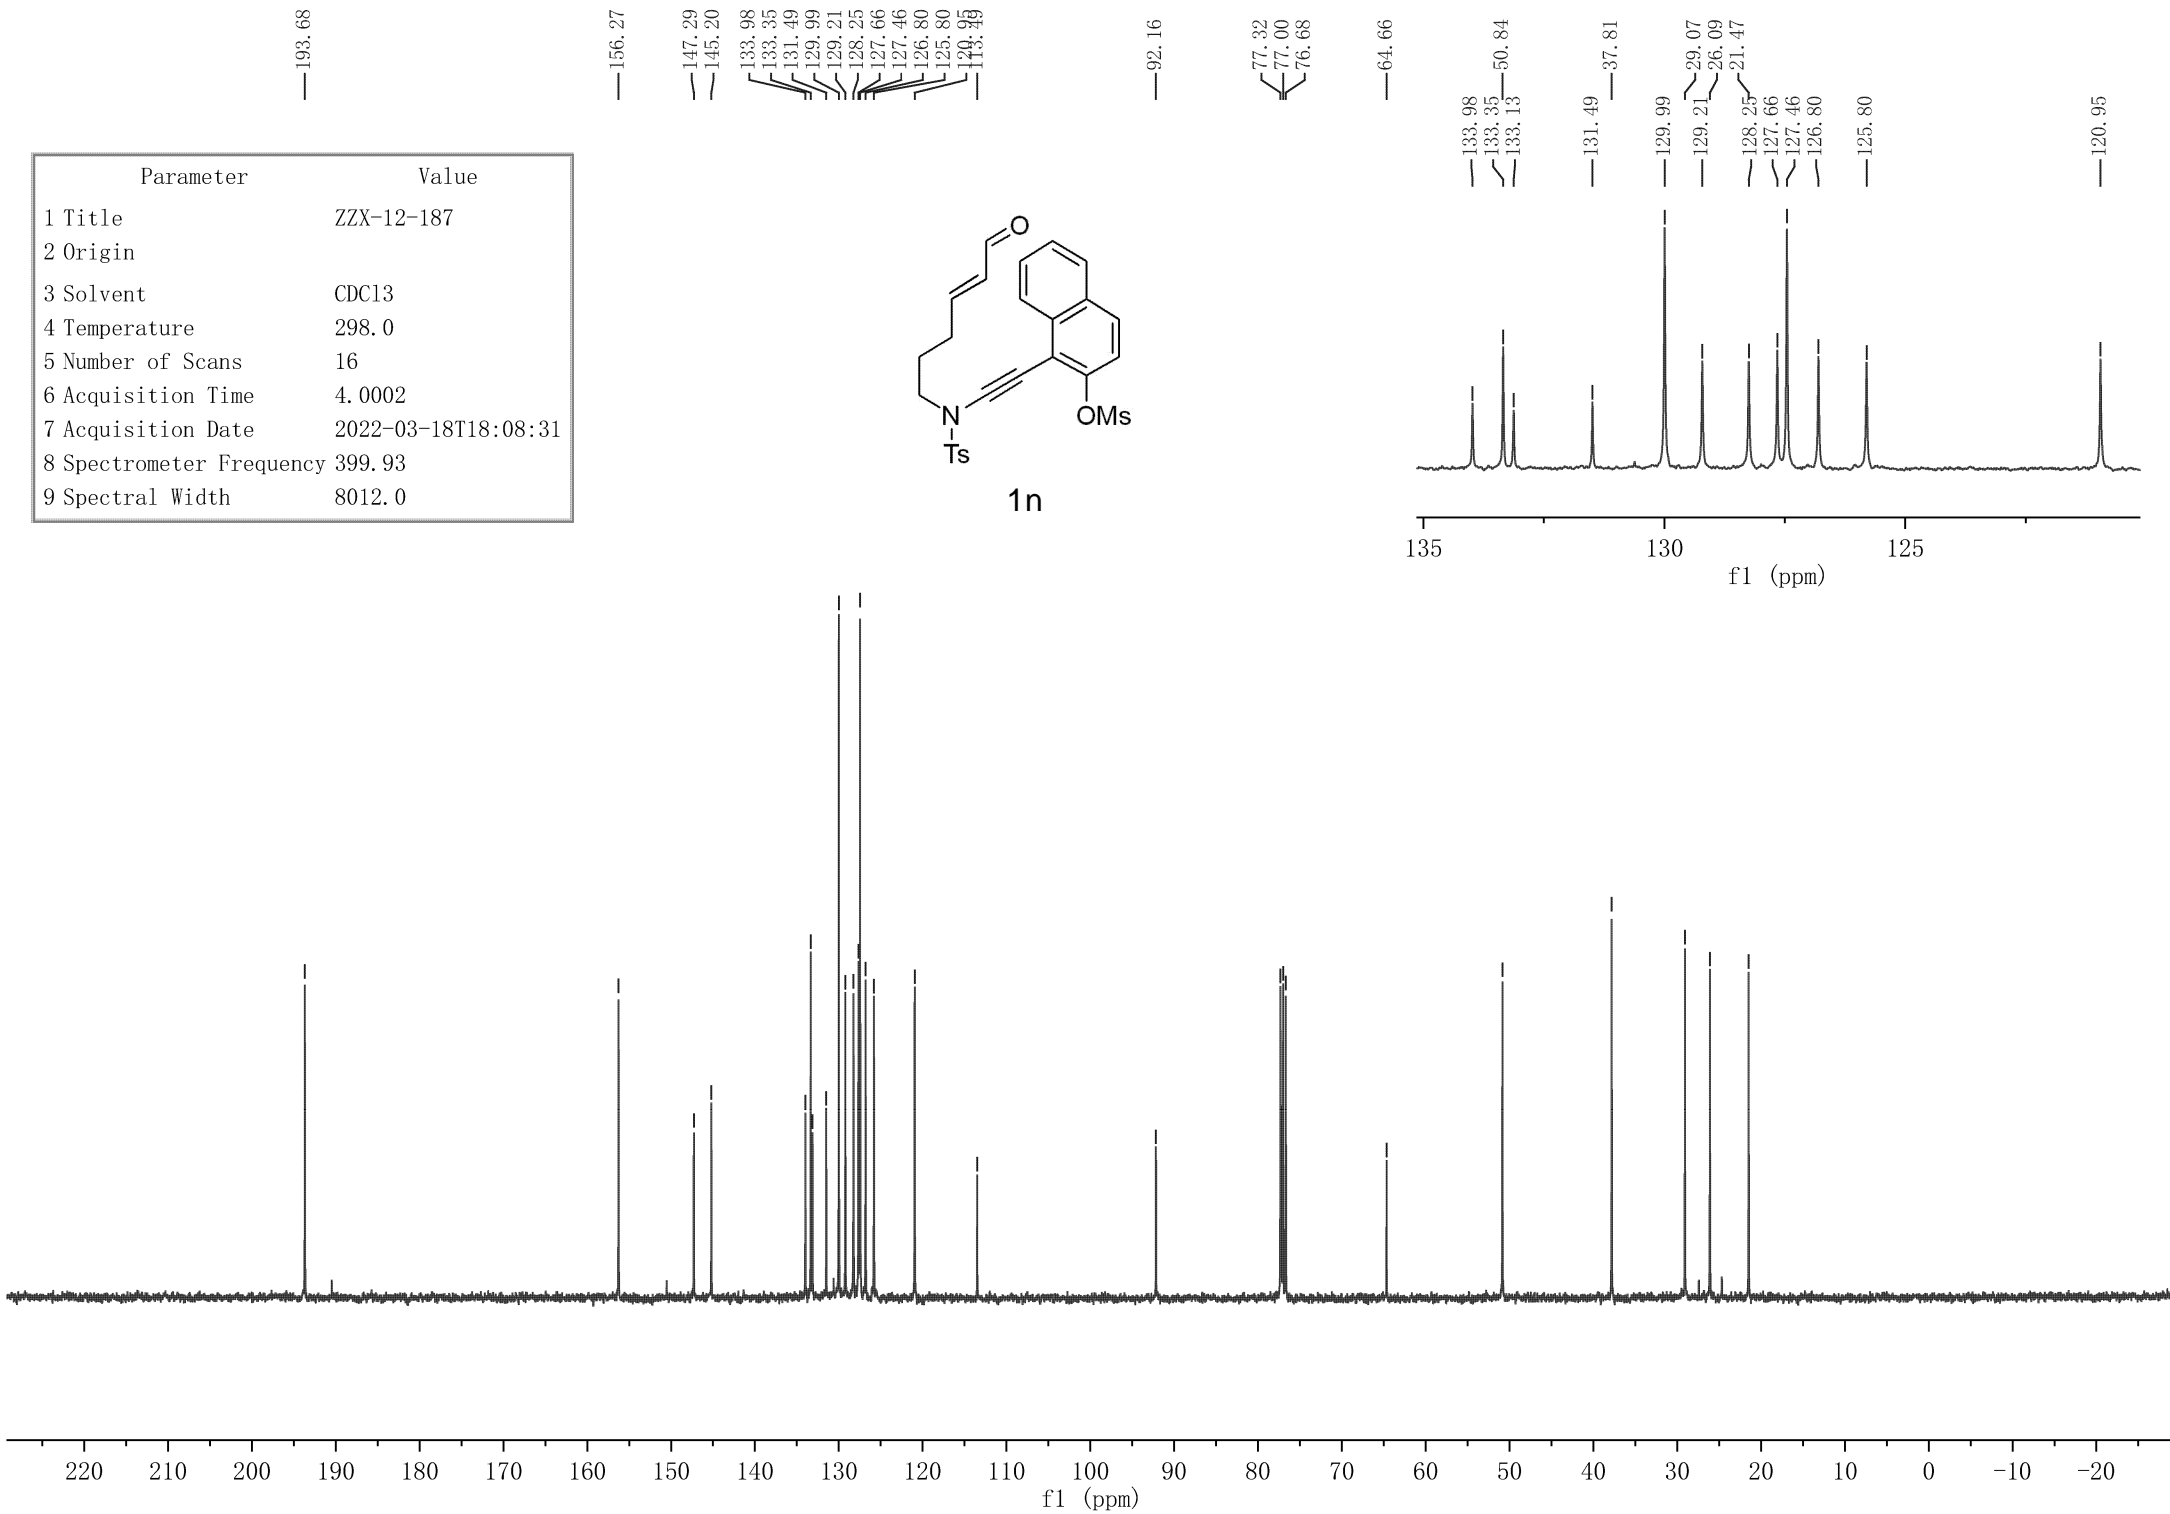 193.68
156.27
147.29
145.20
133.98
133.35
131.49
129.99
129.21
128.25
127.66
127.46
126.80
125.80
120.95
113.49
92.16
77.32
77.00
76.68
64.66
50.84
37.81
29.07
26.09
21.47
133.98
133.35
133.13
131.49
129.99
129.21
128.25
127.66
127.46
126.80
125.80
120.95
Parameter Value
1 Title ZZX-12-187
2 Origin
3 Solvent CDCl3
4 Temperature 298.0
5 Number of Scans 16
6 Acquisition Time 4.0002
7 Acquisition Date 2022-03-18T18:08:31
8 Spectrometer Frequency 399.93
9 Spectral Width 8012.0
O
N
OMs
Ts
1n
135 130 125
f1 (ppm)
220 210 200 190 180 170 160 150 140 130 120 110 100 90 80 70 60 50 40 30 20 10 0 -10 -20
f1 (ppm)